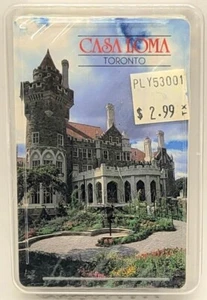 CASA LOMA
TORONTO
PLY53001
$2.99